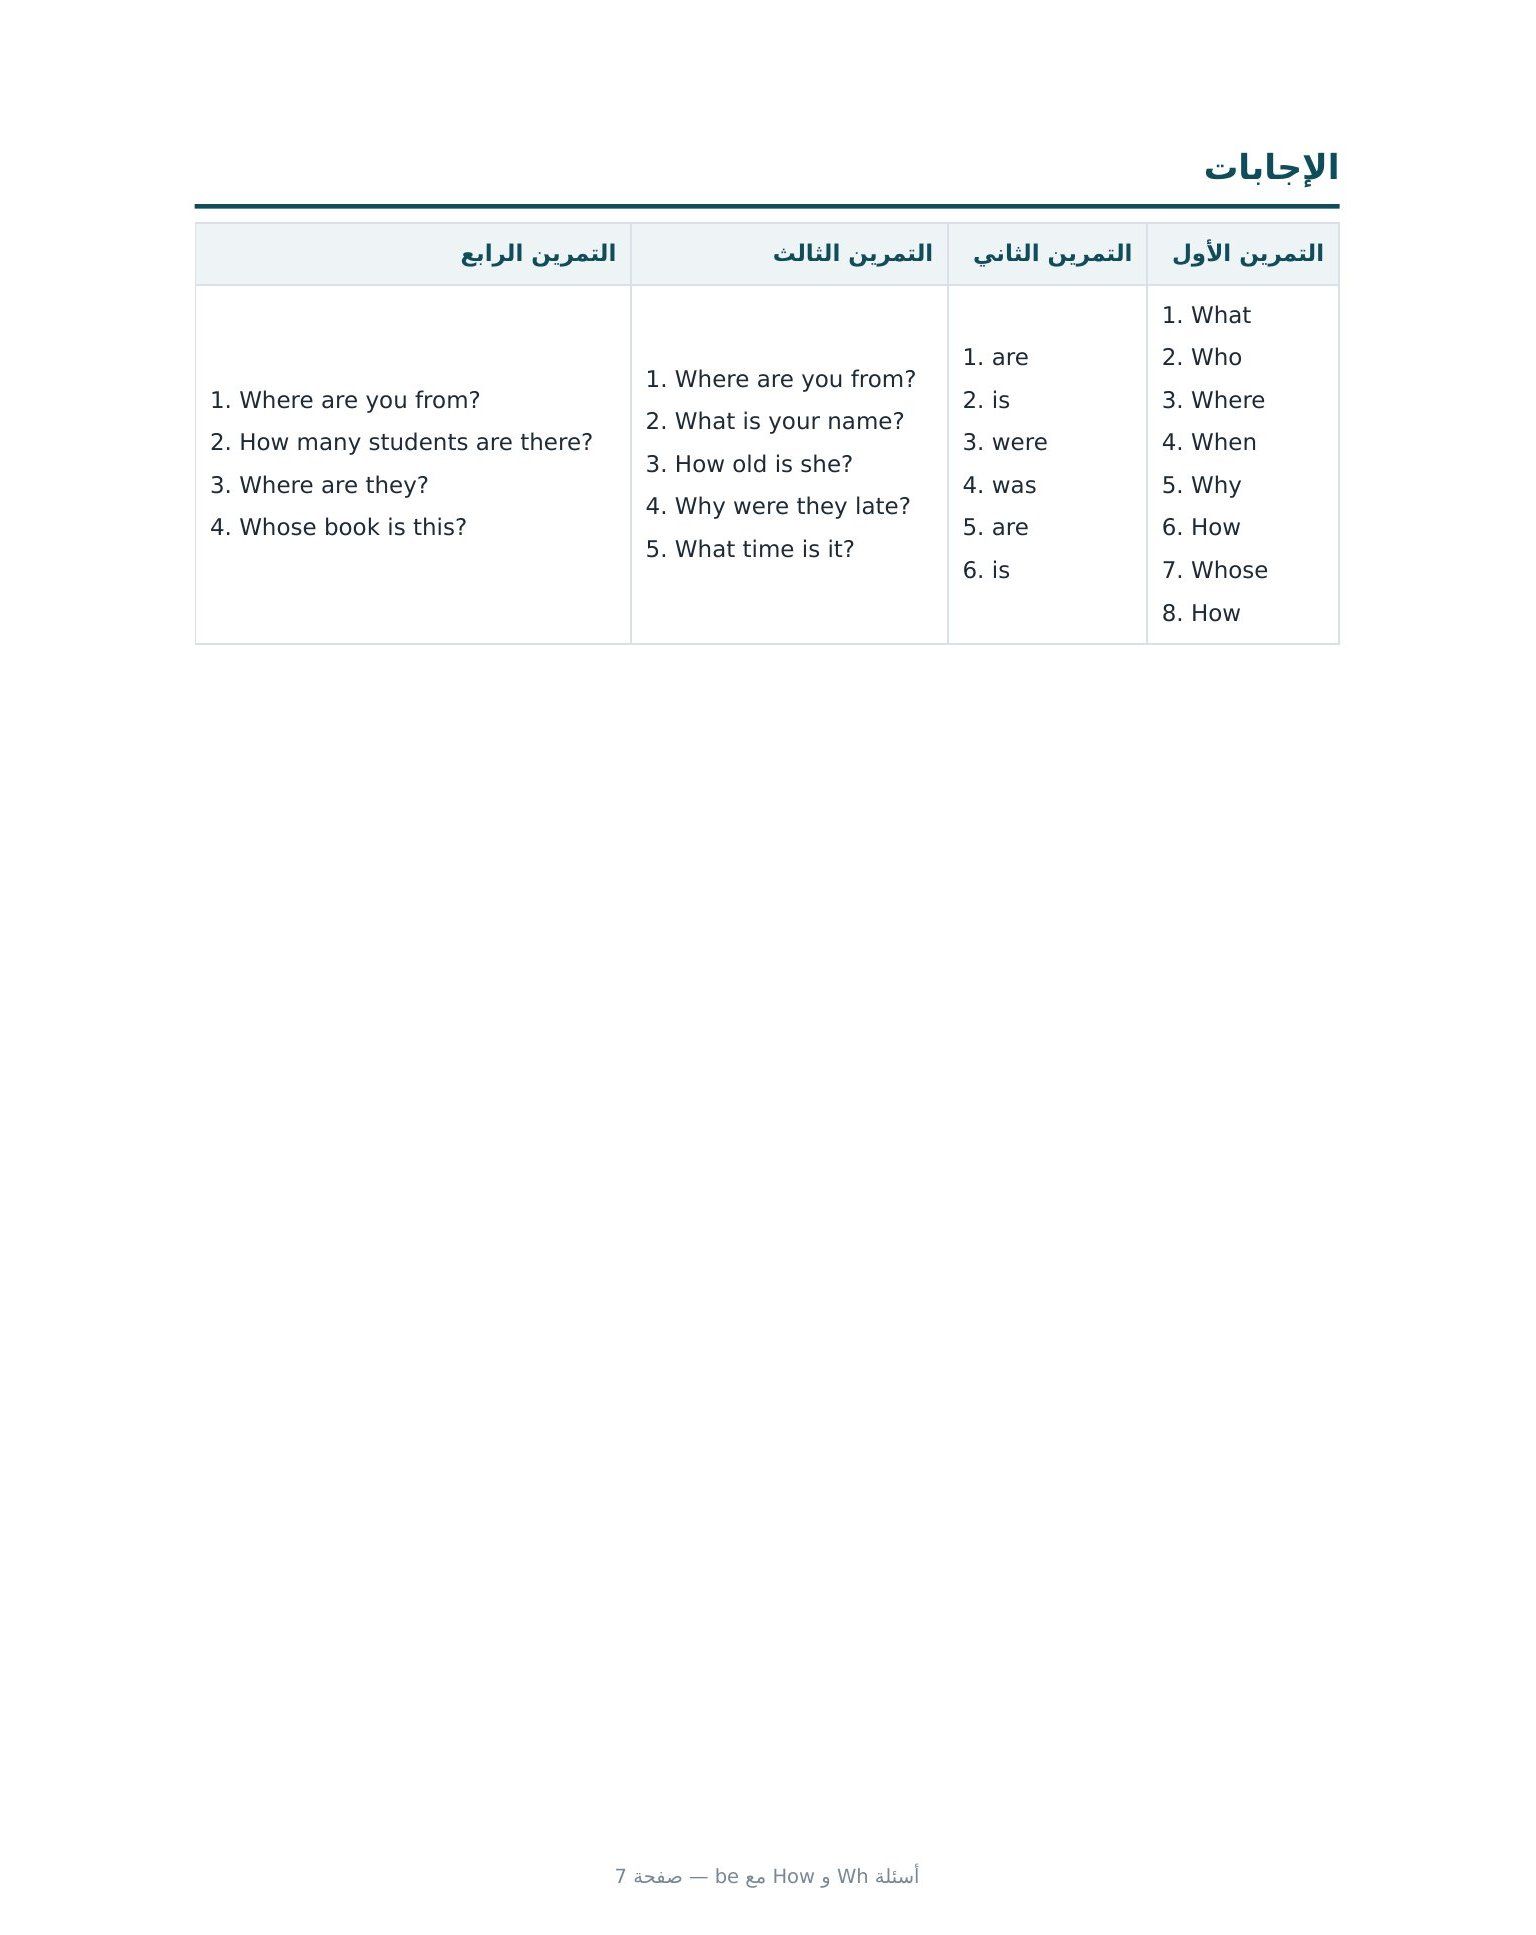 الإجابات
التمرين الأول
التمرين الثاني
التمرين الثالث
التمرين الرابع
1. What
2. Who
3. Where
4. When
5. Why
6. How
7. Whose
8. How
1. are
2. is
3. were
4. was
5. are
6. is
1. Where are you from?
2. What is your name?
3. How old is she?
4. Why were they late?
5. What time is it?
1. Where are you from?
2. How many students are there?
3. Where are they?
4. Whose book is this?
أسئلة Wh و How مع be — صفحة 7